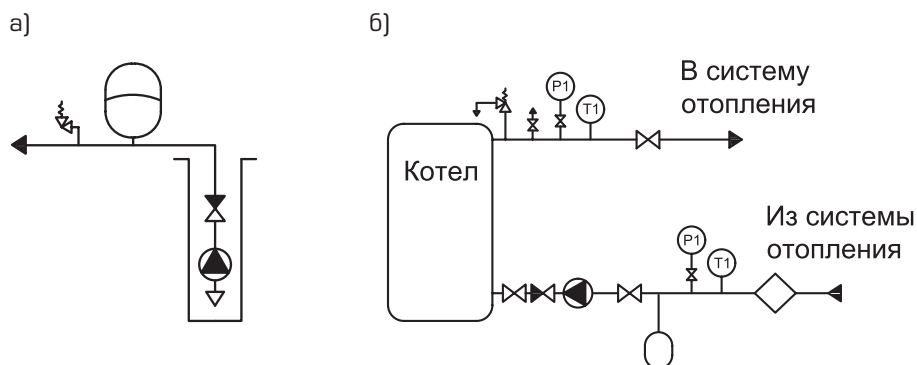 а)
б)
В систему
отопления
P1
T1
Котел
Из системы
отопления
P1
T1